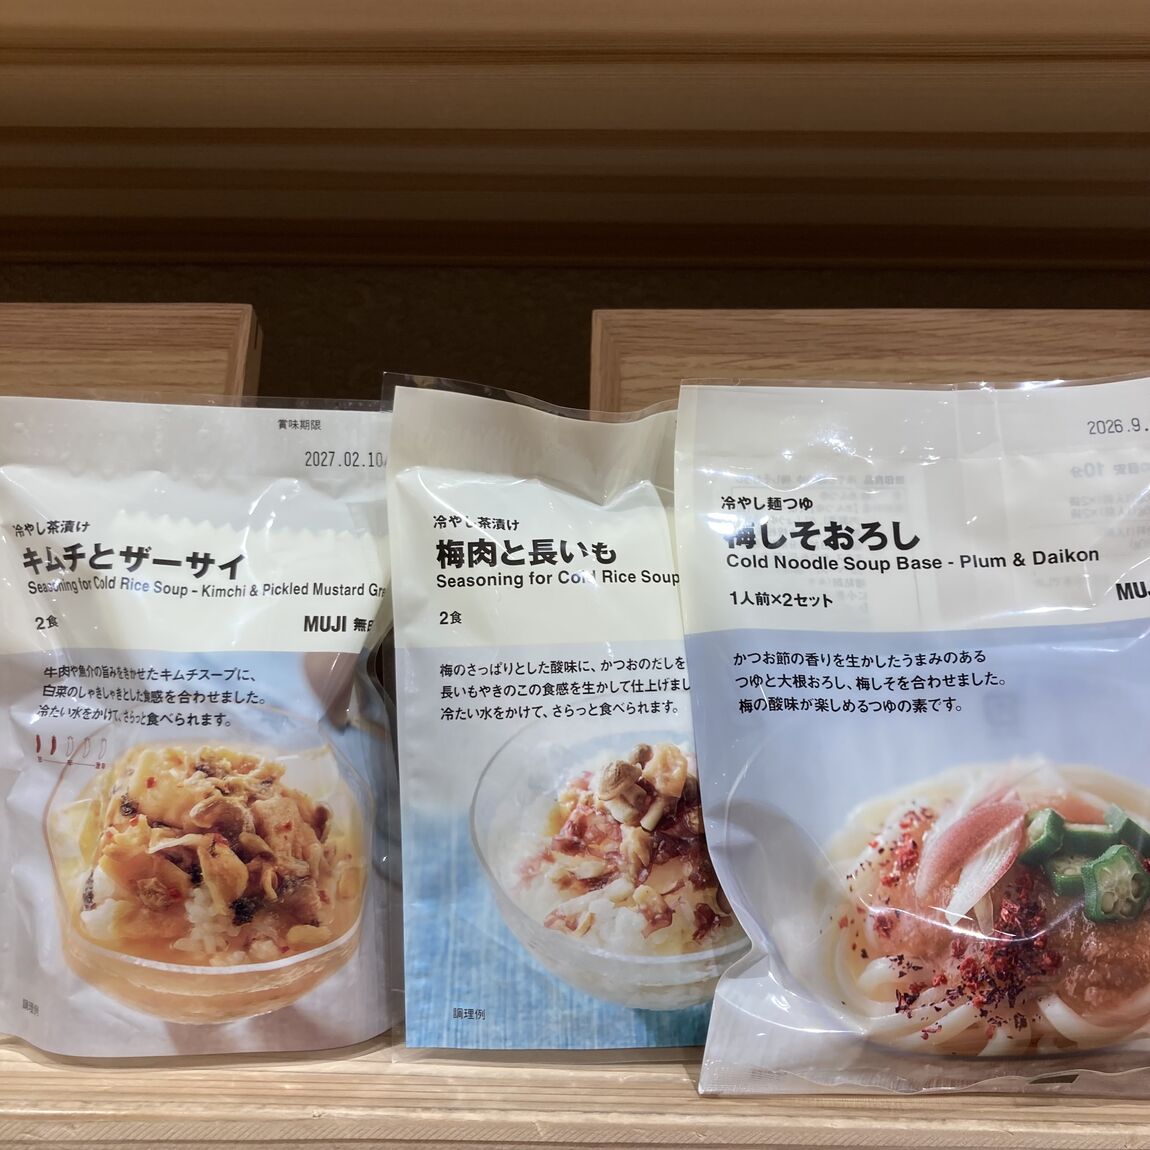 賞味期限
2027.02.10
冷やし茶漬け
キムチとザーサイ
Seasoning for Cold Rice Soup - Kimchi & Pickled Mustard Gre
2食
MUJI 無印
牛肉や魚介の旨みをきかせたキムチスープに、
白菜のしゃきしゃきとした食感を合わせました。
冷たい水をかけて、さらっと食べられます。
調理例
冷やし茶漬け
梅肉と長いも
Seasoning for Cold Rice Soup
2食
梅のさっぱりとした酸味に、かつおのだしを
長いもやきのこの食感を生かして仕上げまし
冷たい水をかけて、さらっと食べられます。
調理例
2026.9.
冷やし麺つゆ
梅しそおろし
Cold Noodle Soup Base - Plum & Daikon
1人前×2セット
MUJ
かつお節の香りを生かしたうまみのある
つゆと大根おろし、梅しそを合わせました。
梅の酸味が楽しめるつゆの素です。